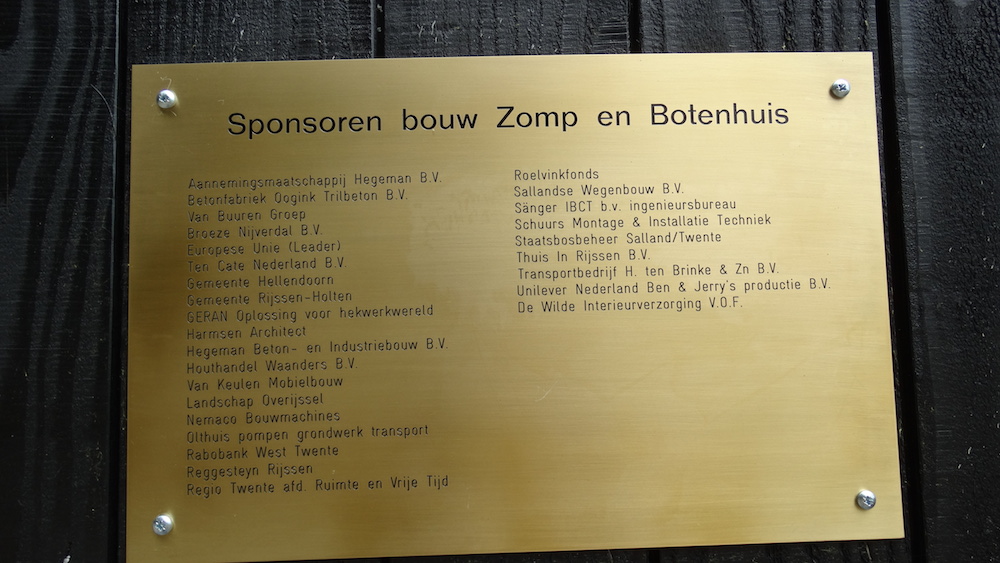 Sponsoren bouw Zomp en Botenhuis
Aannemingsmaatschappij Hegeman B.V.
Betonfabriek Oogink Trilbeton B.V.
Van Buuren Groep
Broeze Nijverdal B.V.
Europese Unie (Leader)
Ten Cate Nederland B.V.
Gemeente Hellendoorn
Gemeente Rijssen-Holten
GERAN Oplossing voor hekwerkwereld
Harmsen Architect
Hegeman Beton- en Industriebouw B.V.
Houthandel Waanders B.V.
Van Keulen Mobielbouw
Landschap Overijssel
Nemaco Bouwmachines
Olthuis pompen grondwerk transport
Rabobank West Twente
Reggesteyn Rijssen
Regio Twente afd. Ruimte en Vrije Tijd
Roelvinkfonds
Sallandse Wegenbouw B.V.
Sänger IBCT b.v. ingenieursbureau
Schuurs Montage & Installatie Techniek
Staatsbosbeheer Salland/Twente
Thuis In Rijssen B.V.
Transportbedrijf H. ten Brinke & Zn B.V.
Unilever Nederland Ben & Jerry's productie B.V.
De Wilde Interieurverzorging V.O.F.